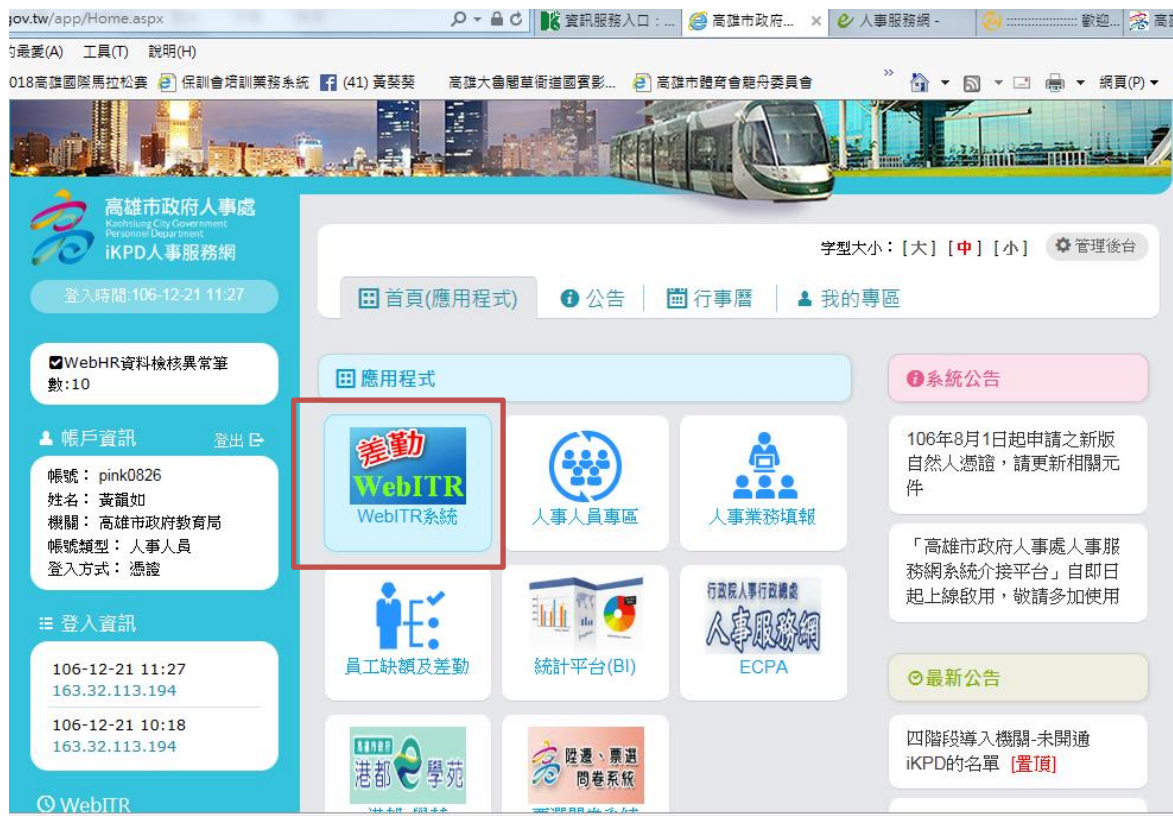 gov.tw/app/Home.aspx
資訊服務入口：...
高雄市政府...
人事服務網 -
歡迎...
的最愛(A) 工具(T) 說明(H)
018高雄國際馬拉松賽
保訓會培訓業務系統
(41) 黃葵葵
高雄大魯閣草衙道國賓影...
高雄市體育會龍舟委員會
網頁(P)
高雄市政府人事處
Kaohsiung City Government
Personnel Department
iKPD人事服務網
登入時間:106-12-21 11:27
字型大小：[大] [中] [小]
管理後台
首頁(應用程式)
公告
行事曆
我的專區
WebHR資料檢核異常筆
數:10
帳戶資訊
登出
帳號： pink0826
姓名： 黃韻如
機關： 高雄市政府教育局
帳號類型： 人事人員
登入方式： 憑證
登入資訊
106-12-21 11:27
163.32.113.194
106-12-21 10:18
163.32.113.194
WebITR
應用程式
差勤
WebITR
WebITR系統
人事人員專區
人事業務填報
員工缺額及差勤
統計平台(BI)
行政院人事行政總處
人事服務網
ECPA
高雄市政府
港都e學苑
陞遷、票選
問卷系統
系統公告
106年8月1日起申請之新版
自然人憑證，請更新相關元
件
「高雄市政府人事處人事服
務網系統介接平台」自即日
起上線啟用，敬請多加使用
最新公告
四階段導入機關-未開通
iKPD的名單 [置頂]